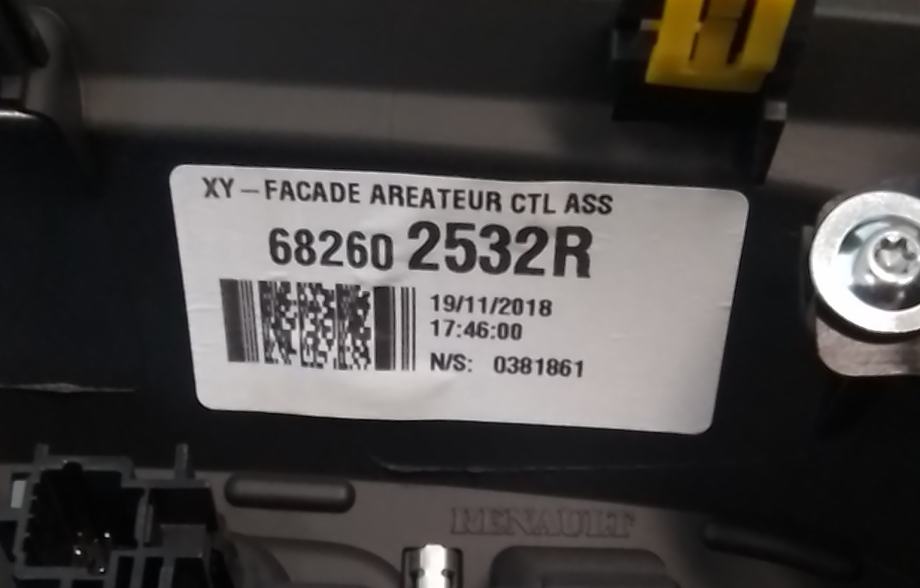 XY-FACADE AREATEUR CTL ASS
68260 2532R
19/11/2018
17:46:00
N/S: 0381861
RENAULT